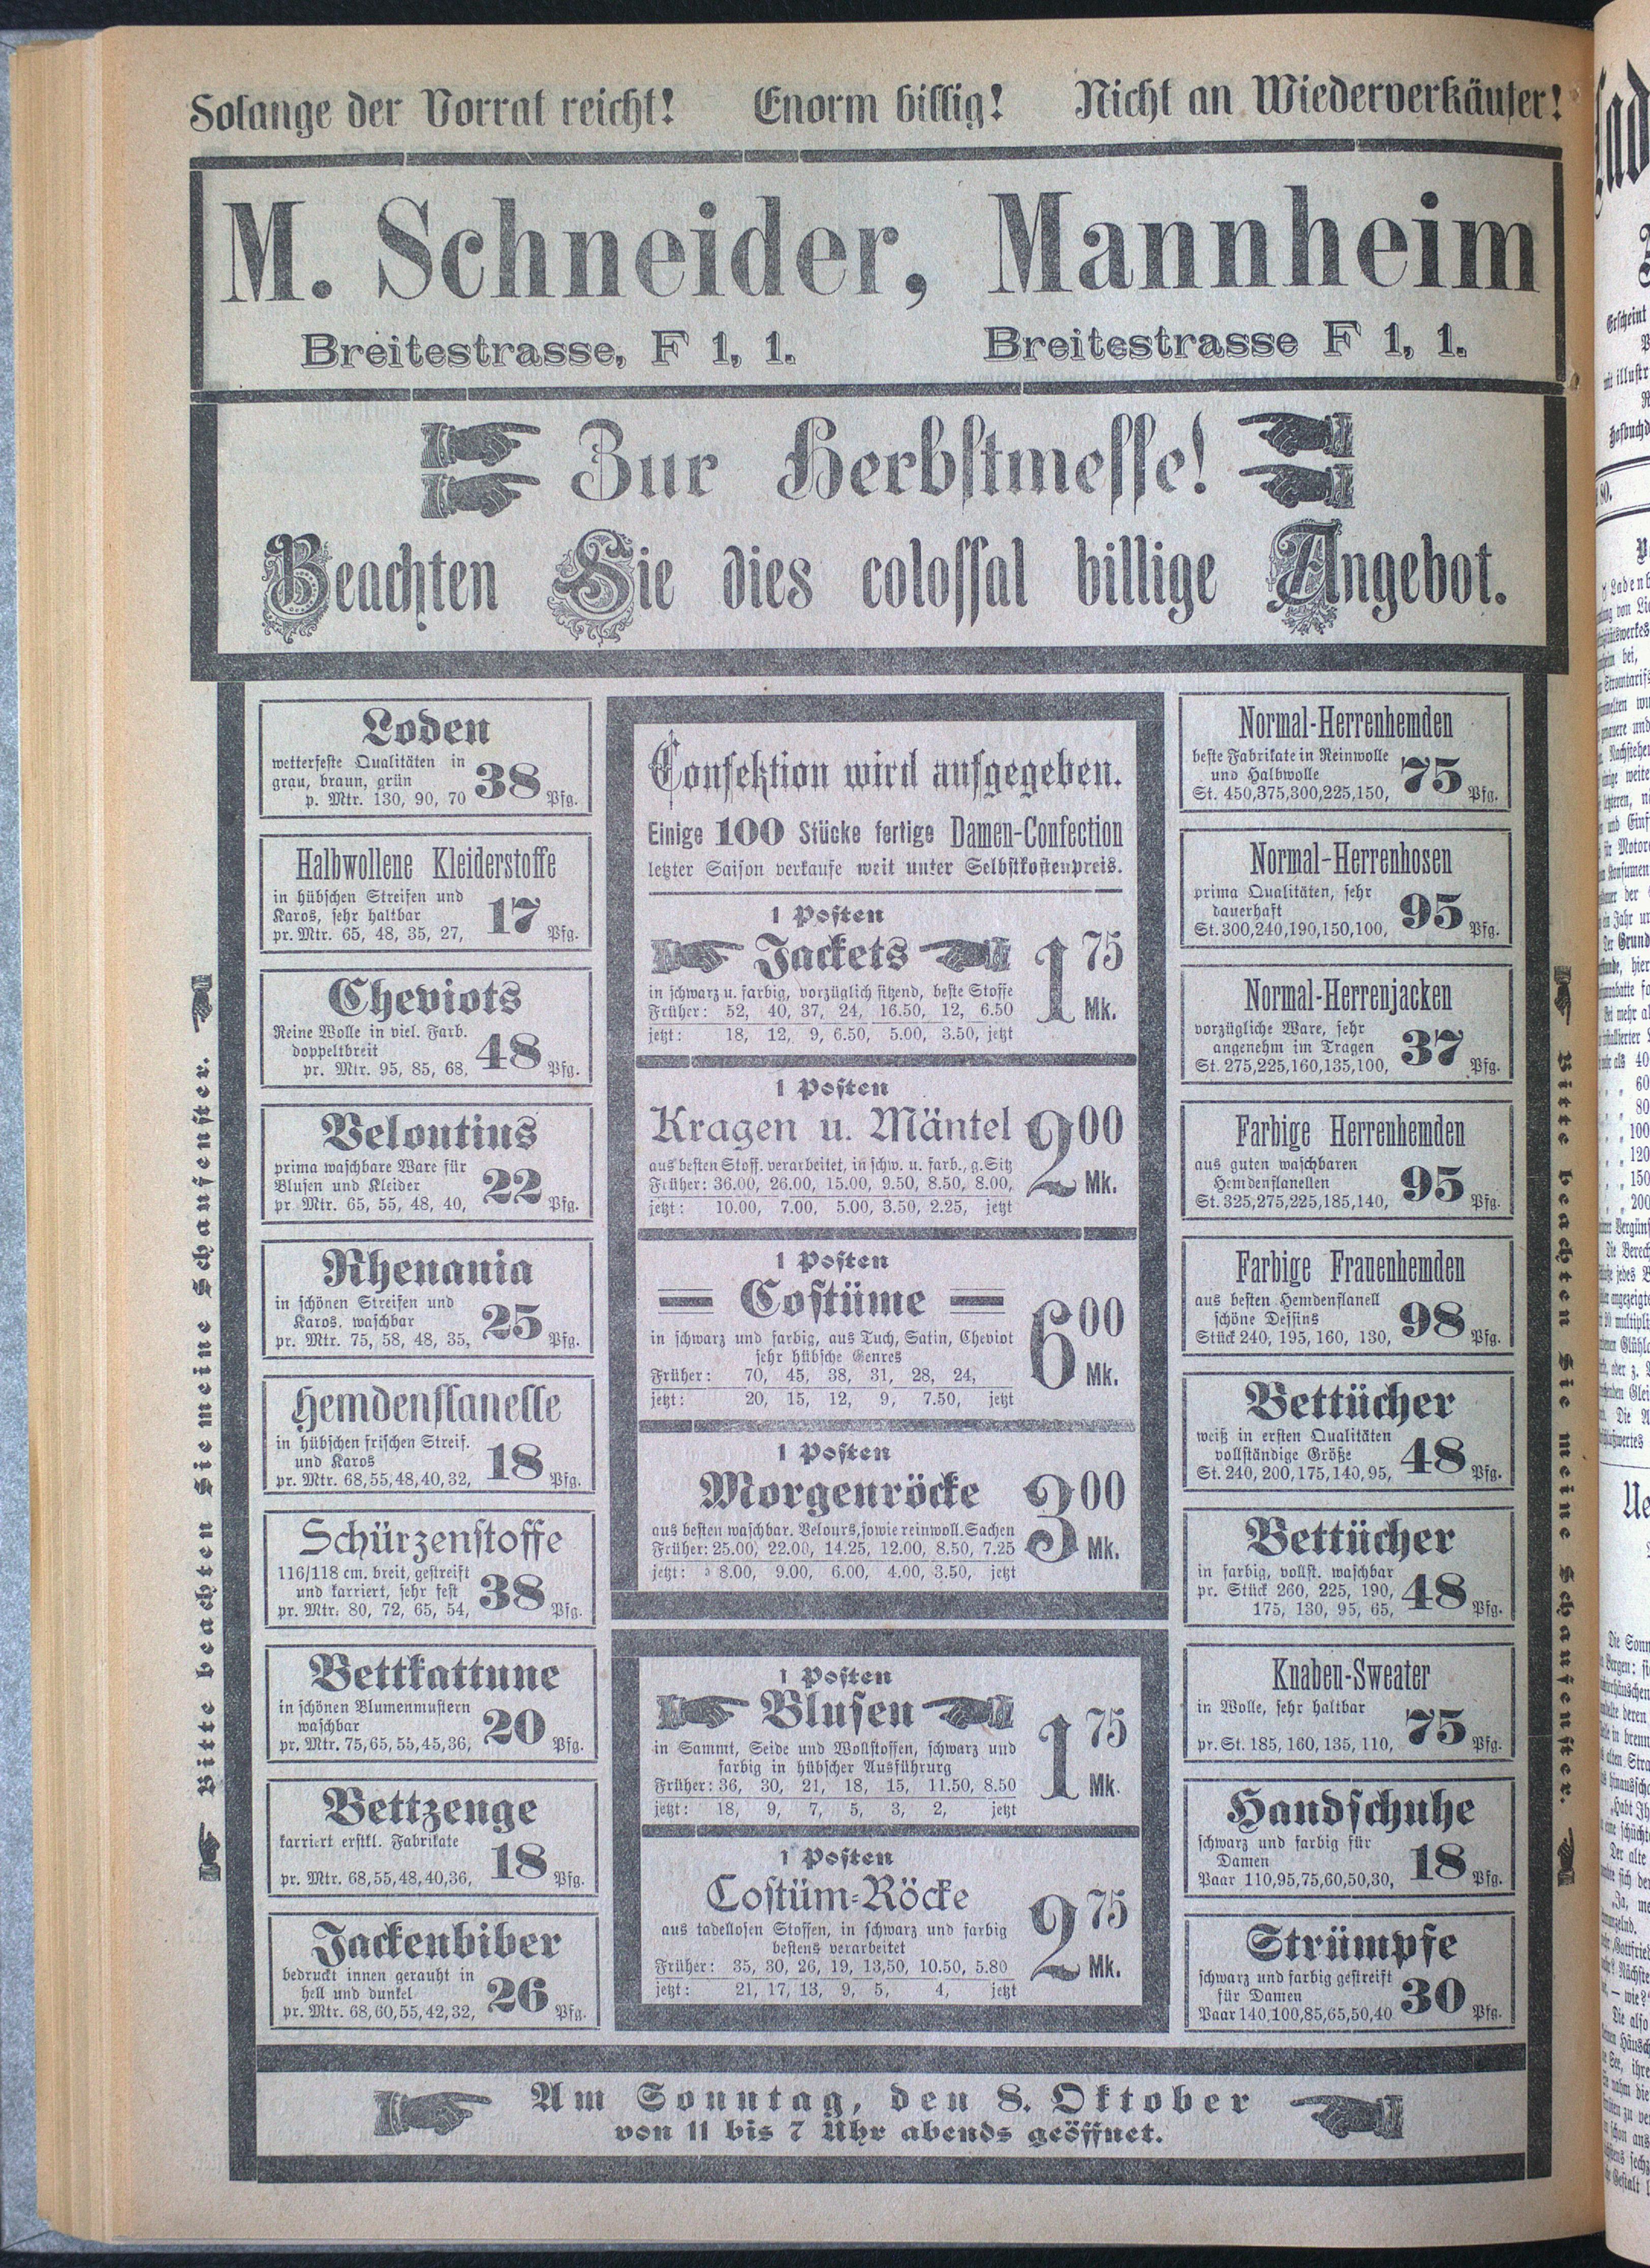 Solange der Vorrat reicht! Enorm billig! Nicht an Wiederverkäufer!
M. Schneider, Mannheim
Breitestrasse, F 1, 1. Breitestrasse F 1, 1.
Zur Herbstmesse!
Beachten Sie dies colossal billige Angebot.
Bitte beachten Sie meine Schaufenster.
Loden
wetterfeste Qualitäten in
grau, braun, grün
p. Mtr. 130, 90, 70 38 Pfg.
Halbwollene Kleiderstoffe
in hübschen Streifen und
Karos, sehr haltbar
pr. Mtr. 65, 48, 35, 27, 17 Pfg.
Cheviots
Reine Wolle in viel. Farb.
doppeltbreit
pr. Mtr. 95, 85, 68, 48 Pfg.
Veloutius
prima waschbare Ware für
Blusen und Kleider
pr Mtr. 65, 55, 48, 40, 22 Pfg.
Rhenania
in schönen Streifen und
Karos. waschbar
pr. Mtr. 75, 58, 48, 35, 25 Pfg.
Hemdenflanelle
in hübschen frischen Streif.
und Karos
pr. Mtr. 68, 55, 48, 40, 32, 18 Pfg.
Schürzenstoffe
116/118 cm. breit, gestreift
und karriert, sehr fest
pr. Mtr. 80, 72, 65, 54, 38 Pfg.
Bettkattune
in schönen Blumenmustern
waschbar
pr. Mtr. 75, 65, 55, 45, 36, 20 Pfg.
Bettzeuge
karriert erstkl. Fabrikate
pr. Mtr. 68, 55, 48, 40, 36, 18 Pfg.
Jackenbiber
bedruckt innen gerauht in
hell und dunkel
pr. Mtr. 68, 60, 55, 42, 32, 26 Pfg.
Confektion wird aufgegeben.
Einige 100 Stücke fertige Damen-Confection
letzter Saison verkaufe weit unter Selbstkostenpreis.
1 Posten
Jackets
in schwarz u. farbig, vorzüglich sitzend, beste Stoffe
Früher: 52, 40, 37, 24, 16.50, 12, 6.50
jetzt: 18, 12, 9, 6.50, 5.00, 3.50, jetzt
1 75 Mk.
1 Posten
Kragen u. Mäntel
aus besten Stoff. verarbeitet, in schw. u. farb., g. Sitz
Früher: 36.00, 26.00, 15.00, 9.50, 8.50, 8.00,
jetzt: 10.00, 7.00, 5.00, 3.50, 2.25, jetzt
2 00 Mk.
1 Posten
Costüme
in schwarz und farbig, aus Tuch, Satin, Cheviot
sehr hübsche Genres
Früher: 70, 45, 38, 31, 28, 24,
jetzt: 20, 15, 12, 9, 7.50, jetzt
6 00 Mk.
1 Posten
Morgenröcke
aus besten waschbar. Velours, sowie reinwoll. Sachen
Früher: 25.00, 22.00, 14.25, 12.00, 8.50, 7.25
jetzt: 8.00, 9.00, 6.00, 4.00, 3.50, jetzt
3 00 Mk.
1 Posten
Blusen
in Sammt, Seide und Wollstoffen, schwarz und
farbig in hübscher Ausführurg
Früher: 36, 30, 21, 18, 15, 11.50, 8.50
jetzt: 18, 9, 7, 5, 3, 2, jetzt
1 75 Mk.
1 Posten
Costüm-Röcke
aus tadellosen Stoffen, in schwarz und farbig
bestens verarbeitet
Früher: 35, 30, 26, 19, 13,50, 10.50, 5.80
jetzt: 21, 17, 13, 9, 5, 4, jetzt
2 75 Mk.
Normal-Herrenhemden
beste Fabrikate in Reinwolle
und Halbwolle
St. 450, 375, 300, 225, 150, 75 Pfg.
Normal-Herrenhosen
prima Qualitäten, sehr
dauerhaft
St. 300, 240, 190, 150, 100, 95 Pfg.
Normal-Herrenjacken
vorzügliche Ware, sehr
angenehm im Tragen
St. 275, 225, 160, 135, 100, 37 Pfg.
Farbige Herrenhemden
aus guten waschbaren
Hemdenflanellen
St. 325, 275, 225, 185, 140, 95 Pfg.
Farbige Frauenhemden
aus besten Hemdenflanell
schöne Dessins
Stück 240, 195, 160, 130, 98 Pfg.
Bettücher
weiß in ersten Qualitäten
vollständige Größe
St. 240, 200, 175, 140, 95, 48 Pfg.
Bettücher
in farbig, vollst. waschbar
pr. Stück 260, 225, 190,
175, 130, 95, 65, 48 Pfg.
Knaben-Sweater
in Wolle, sehr haltbar
pr. St. 185, 160, 135, 110, 75 Pfg.
Handschuhe
schwarz und farbig für
Damen
Paar 110, 95, 75, 60, 50, 30, 18 Pfg.
Strümpfe
schwarz und farbig gestreift
für Damen
Paar 140, 100, 85, 65, 50, 40 30 Pfg.
Bitte beachten Sie meine Schaufenster.
Am Sonntag, den 8. Oktober
von 11 bis 7 Uhr abends geöffnet.